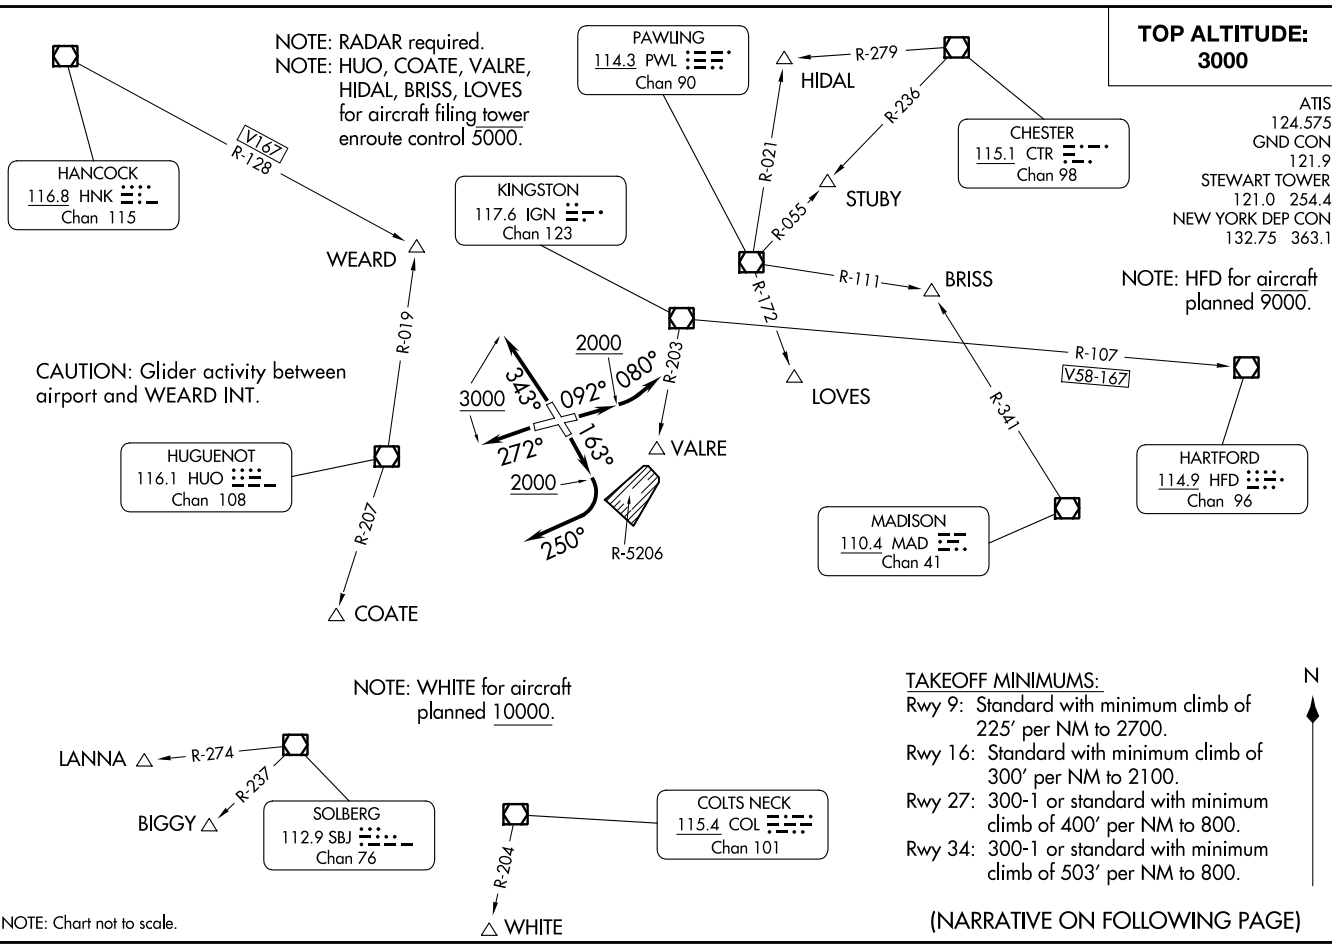 TOP ALTITUDE:
3000
NOTE: RADAR required.
NOTE: HUO, COATE, VALRE,
HIDAL, BRISS, LOVES
for aircraft filing tower
enroute control 5000.
ATIS
124.575
GND CON
121.9
STEWART TOWER
121.0 254.4
NEW YORK DEP CON
132.75 363.1
NOTE: HFD for aircraft
planned 9000.
PAWLING
114.3 PWL
Chan 90
HIDAL
R-279
R-236
R-021
R-055
STUBY
CHESTER
115.1 CTR
Chan 98
V167
R-128
HANCOCK
116.8 HNK
Chan 115
KINGSTON
117.6 IGN
Chan 123
WEARD
R-019
R-111
BRISS
R-172
LOVES
R-203
VALRE
R-107
V58-167
R-341
CAUTION: Glider activity between
airport and WEARD INT.
3000
343°
092°
2000
080°
272°
163°
2000
250°
R-5206
HUGUENOT
116.1 HUO
Chan 108
R-207
COATE
HARTFORD
114.9 HFD
Chan 96
MADISON
110.4 MAD
Chan 41
NOTE: WHITE for aircraft
planned 10000.
LANNA
R-274
R-237
BIGGY
SOLBERG
112.9 SBJ
Chan 76
COLTS NECK
115.4 COL
Chan 101
R-204
WHITE
TAKEOFF MINIMUMS:
Rwy 9: Standard with minimum climb of
225' per NM to 2700.
Rwy 16: Standard with minimum climb of
300' per NM to 2100.
Rwy 27: 300-1 or standard with minimum
climb of 400' per NM to 800.
Rwy 34: 300-1 or standard with minimum
climb of 503' per NM to 800.
N
NOTE: Chart not to scale.
(NARRATIVE ON FOLLOWING PAGE)